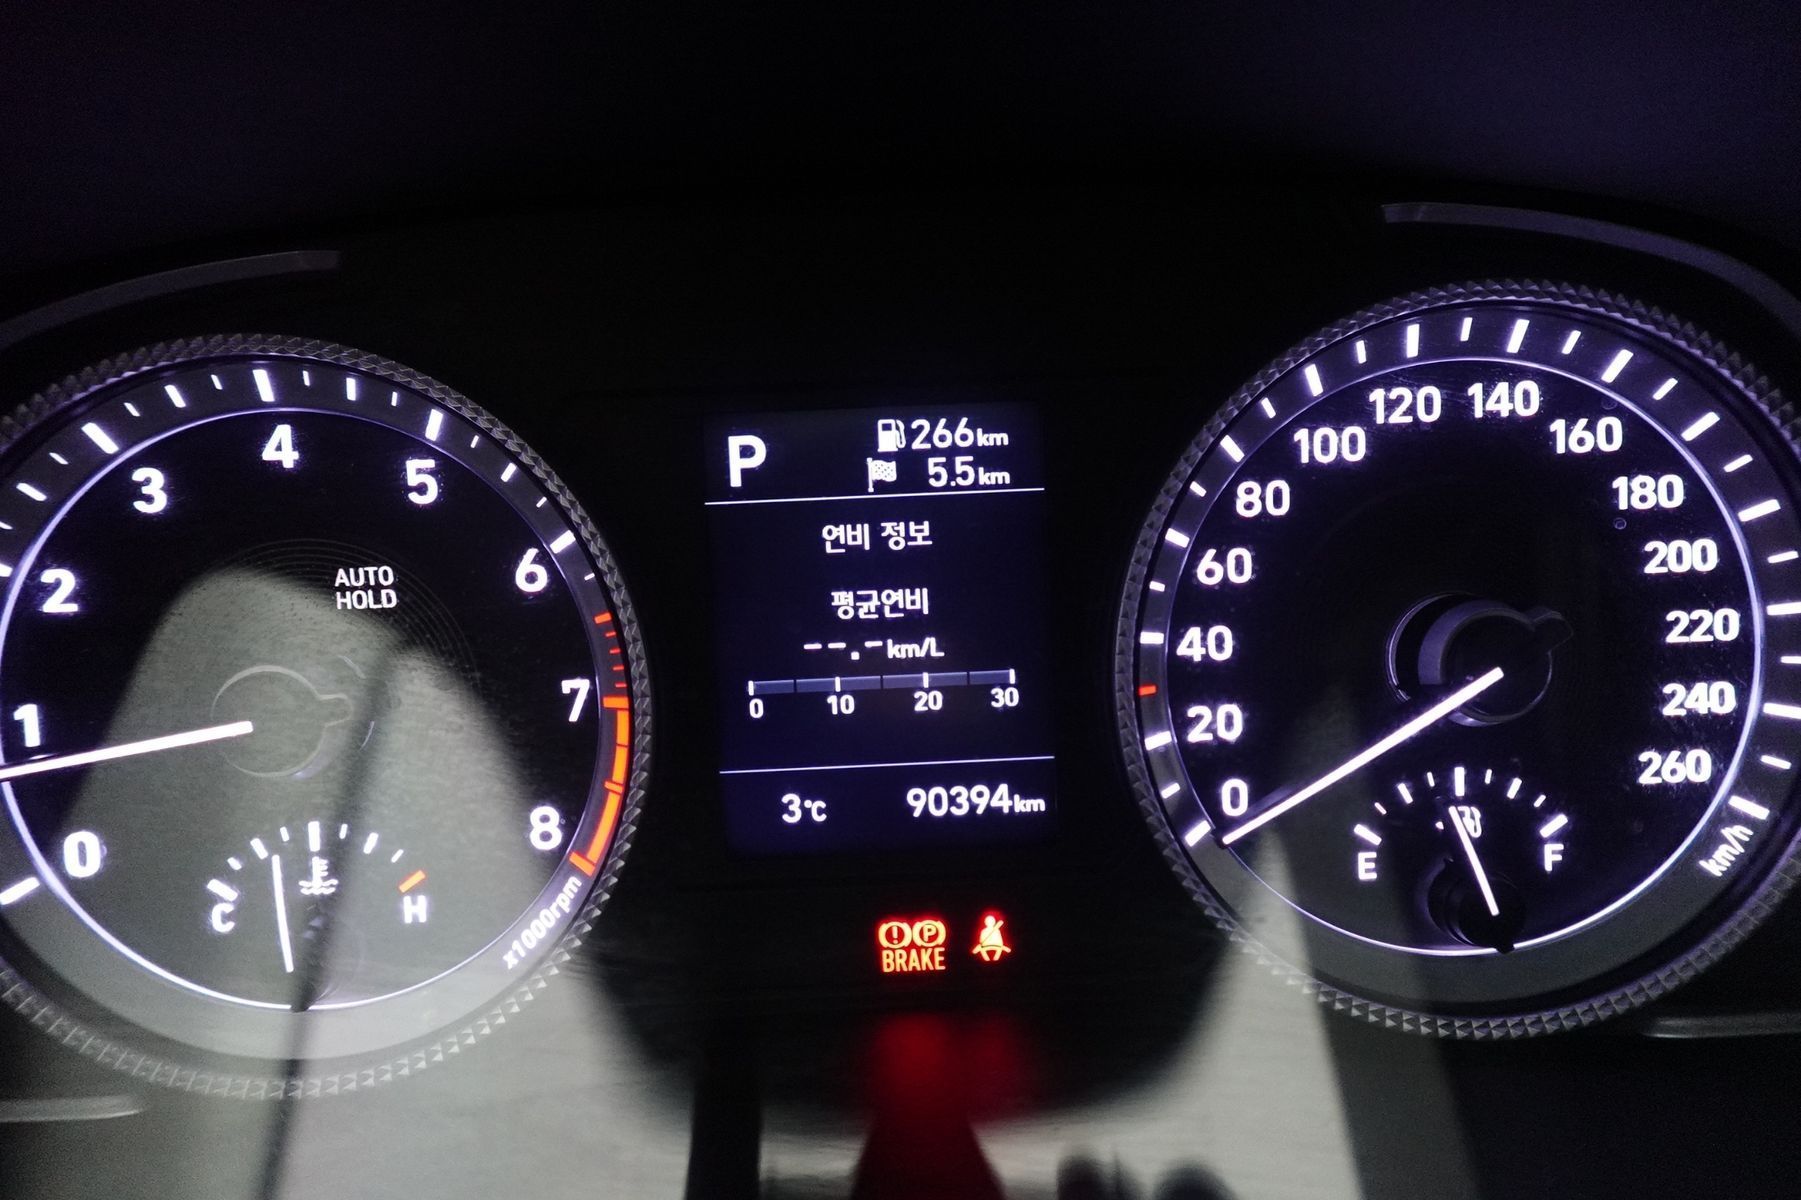 0
1
2
3
4
5
6
7
8
x1000rpm
AUTO
HOLD
C
H
P
266km
5.5km
연비 정보
평균연비
--.-km/L
0 10 20 30
3℃ 90394km
BRAKE
0
20
40
60
80
100
120
140
160
180
200
220
240
260
km/h
E
F